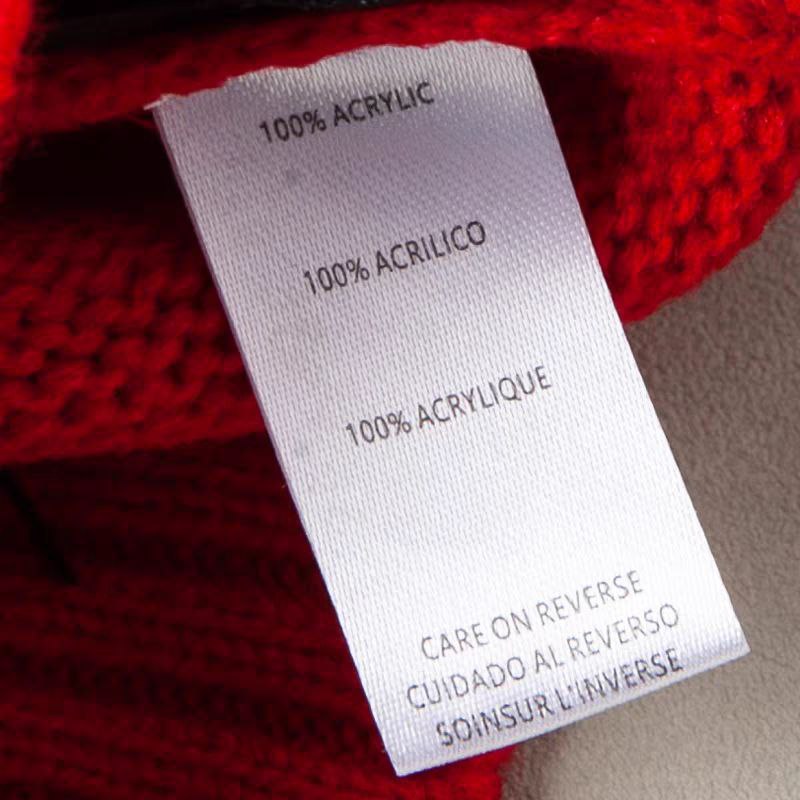 100% ACRYLIC
100% ACRILICO
100% ACRYLIQUE
CARE ON REVERSE
CUIDADO AL REVERSO
SOINSUR L'INVERSE